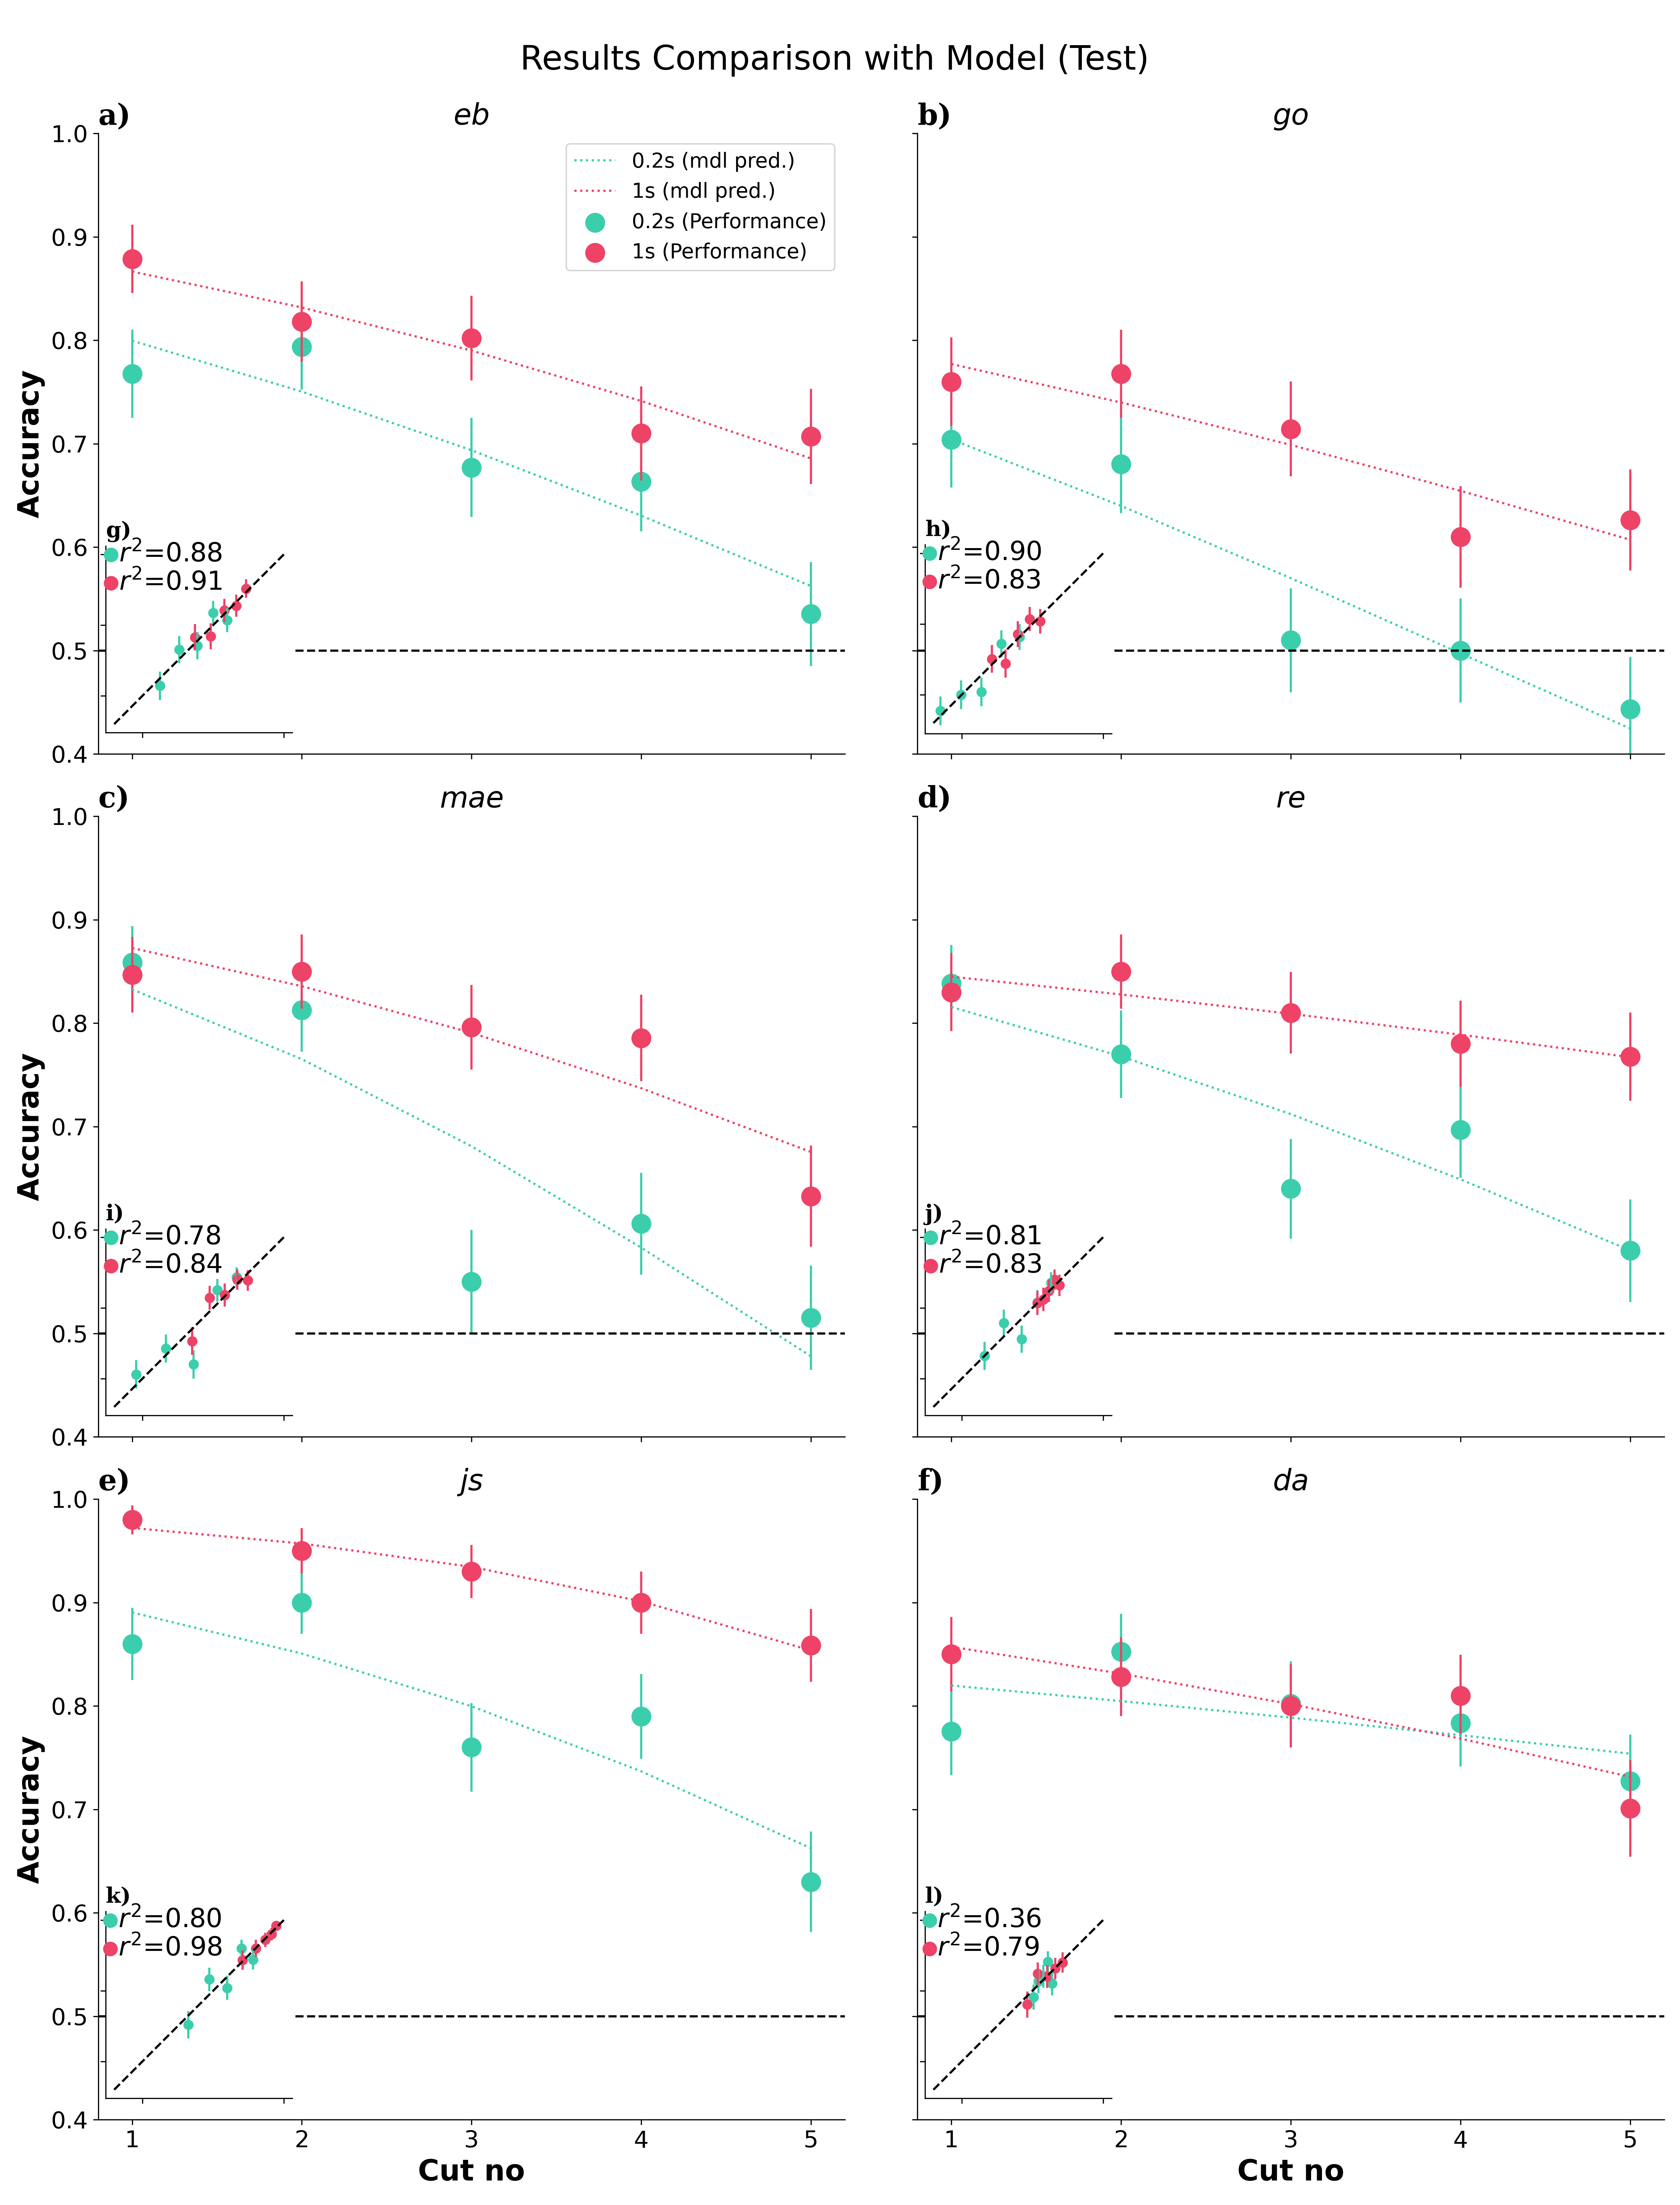 Results Comparison with Model (Test)
a)
eb
b)
go
1.0
0.9
0.8
0.7
0.6
0.5
0.4
Accuracy
0.2s (mdl pred.)
1s (mdl pred.)
0.2s (Performance)
1s (Performance)
g)
r²=0.88
r²=0.91
h)
r²=0.90
r²=0.83
c)
mae
d)
re
1.0
0.9
0.8
0.7
0.6
0.5
0.4
Accuracy
i)
r²=0.78
r²=0.84
j)
r²=0.81
r²=0.83
e)
js
f)
da
1.0
0.9
0.8
0.7
0.6
0.5
0.4
Accuracy
k)
r²=0.80
r²=0.98
l)
r²=0.36
r²=0.79
1 2 3 4 5
Cut no
1 2 3 4 5
Cut no